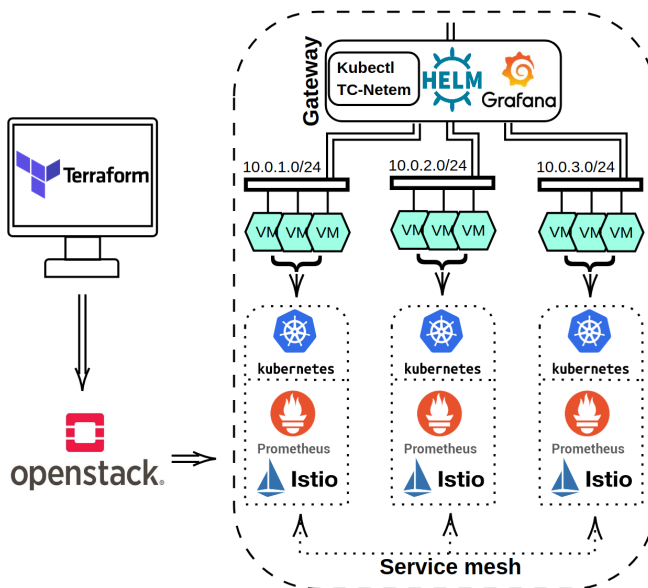 Gateway
Kubectl
TC-Netem
HELM
Grafana
Terraform
10.0.1.0/24
10.0.2.0/24
10.0.3.0/24
VM VM VM
VM VM VM
VM VM VM
kubernetes
kubernetes
kubernetes
Prometheus
Prometheus
Prometheus
Istio
Istio
Istio
openstack.
Service mesh